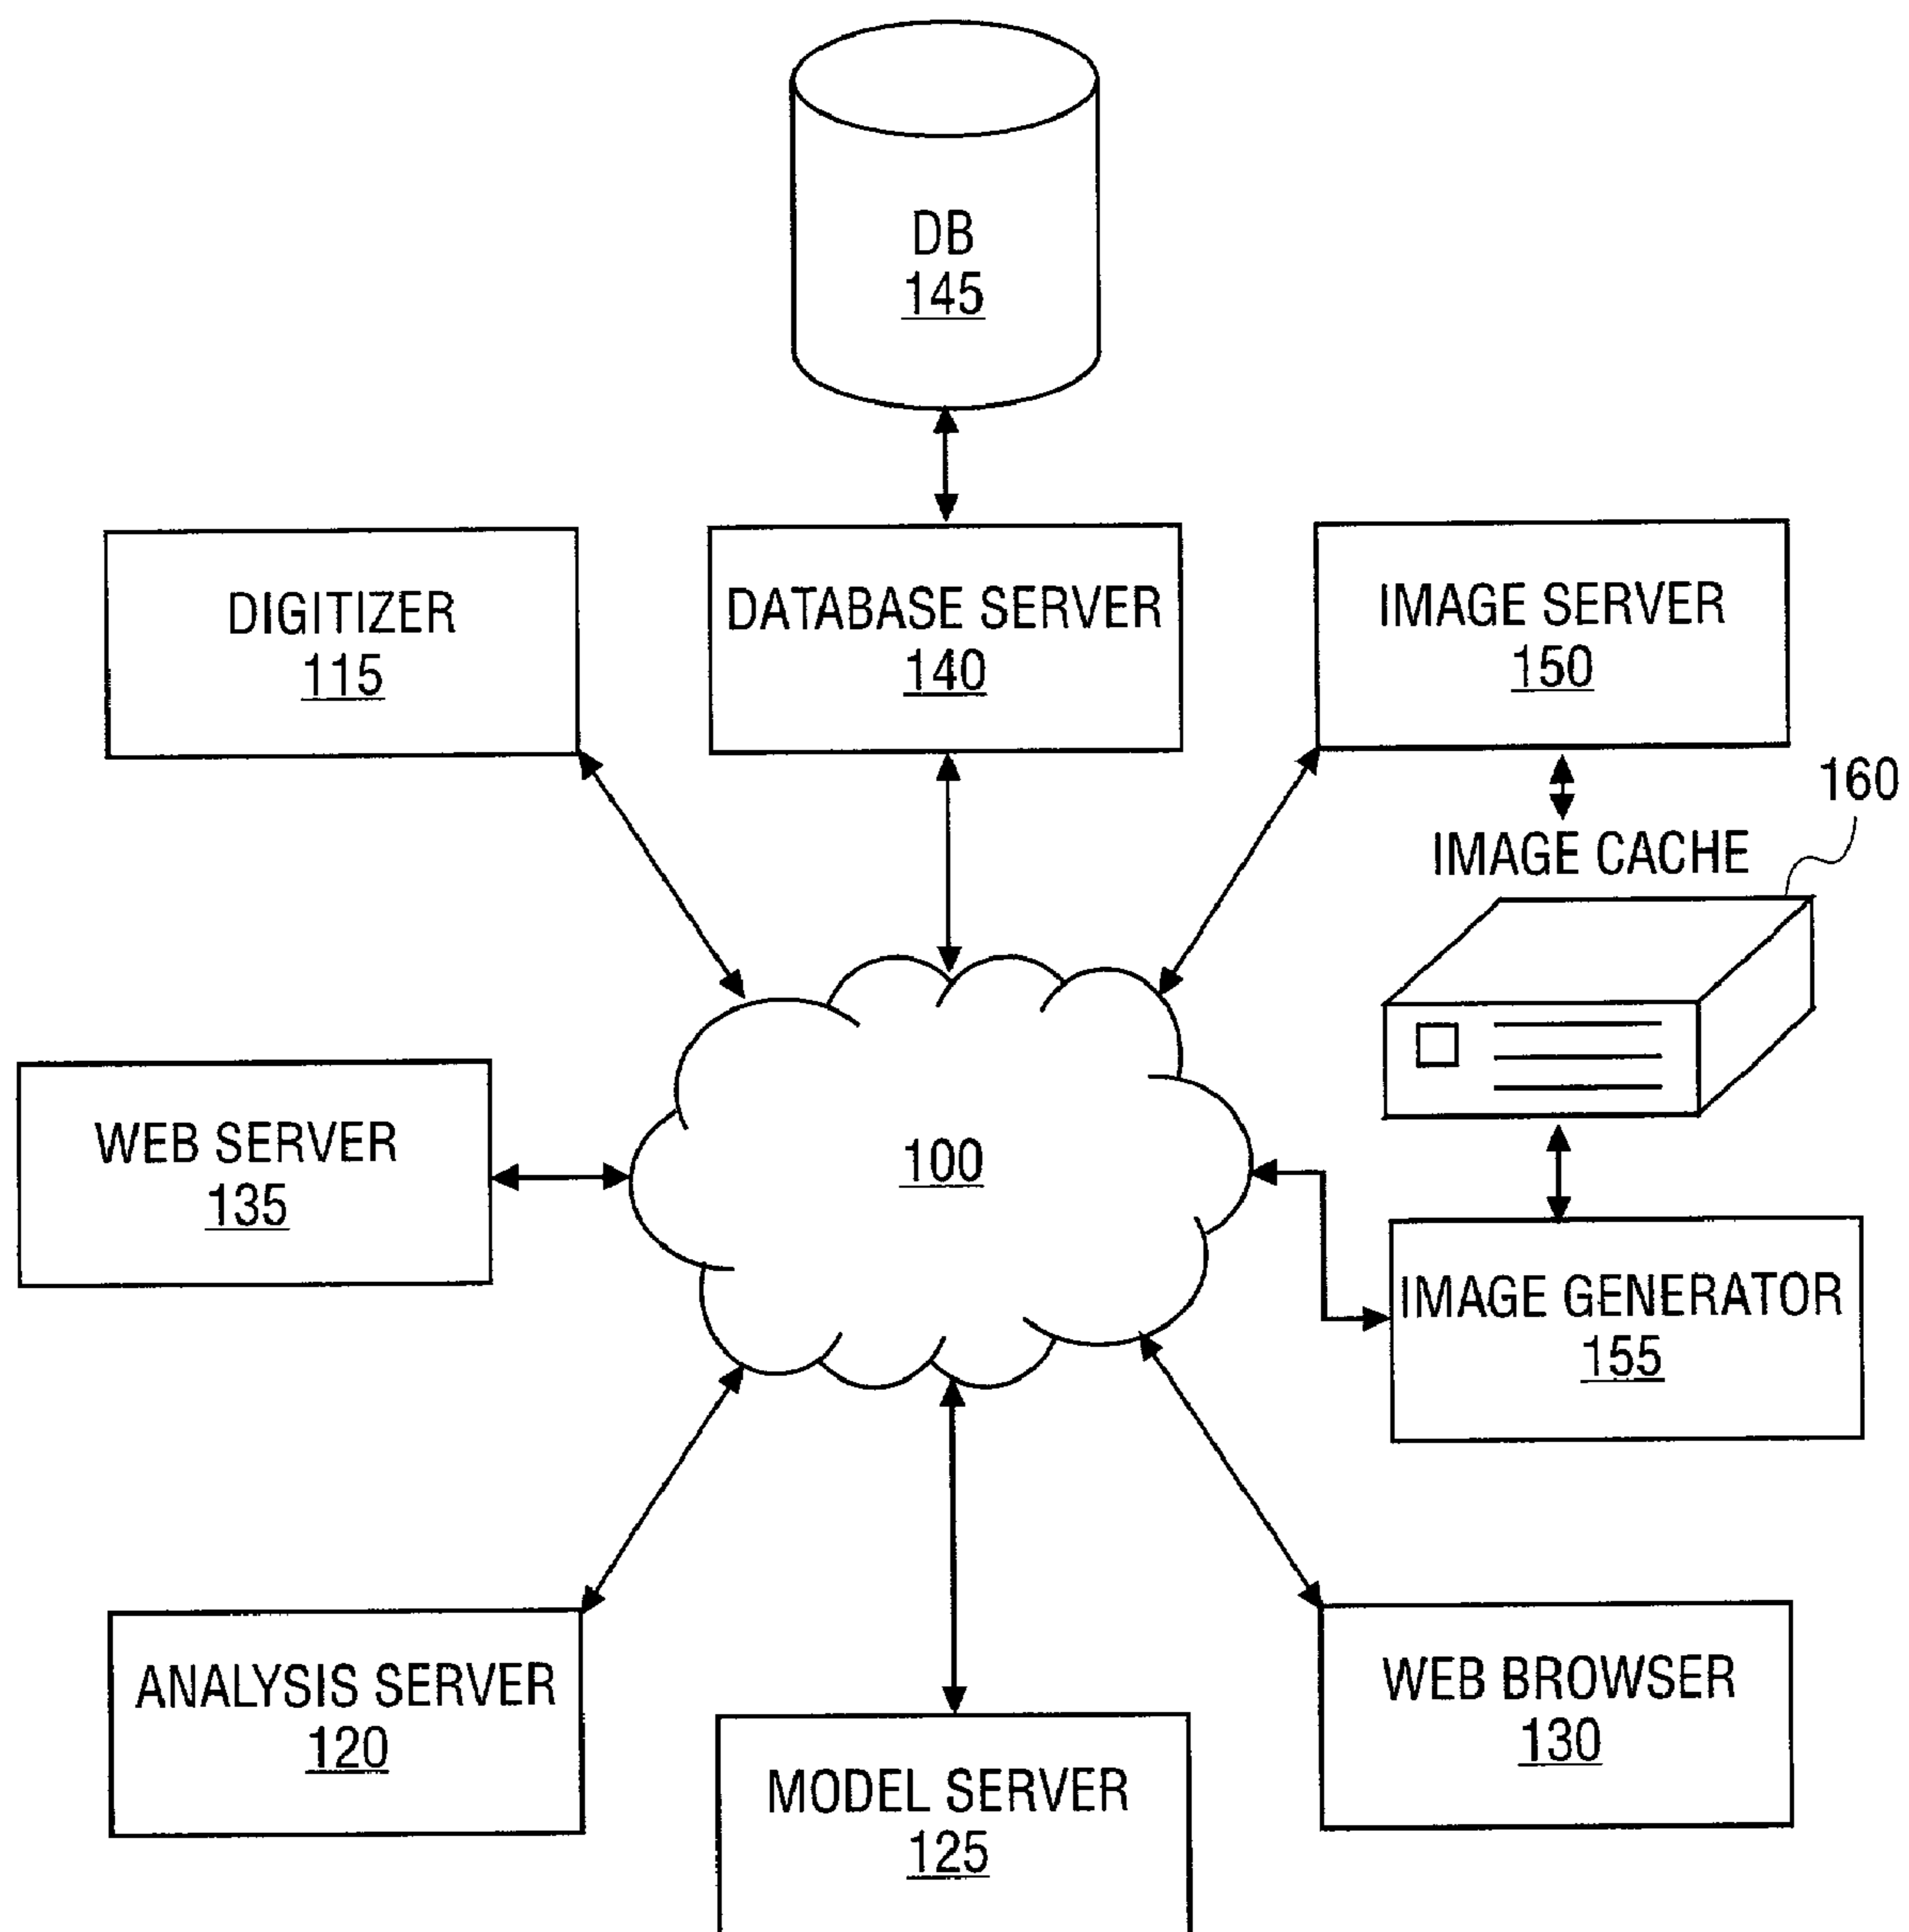 DB
145
DIGITIZER
115
DATABASE SERVER
140
IMAGE SERVER
150
160
IMAGE CACHE
WEB SERVER
135
100
IMAGE GENERATOR
155
ANALYSIS SERVER
120
MODEL SERVER
125
WEB BROWSER
130